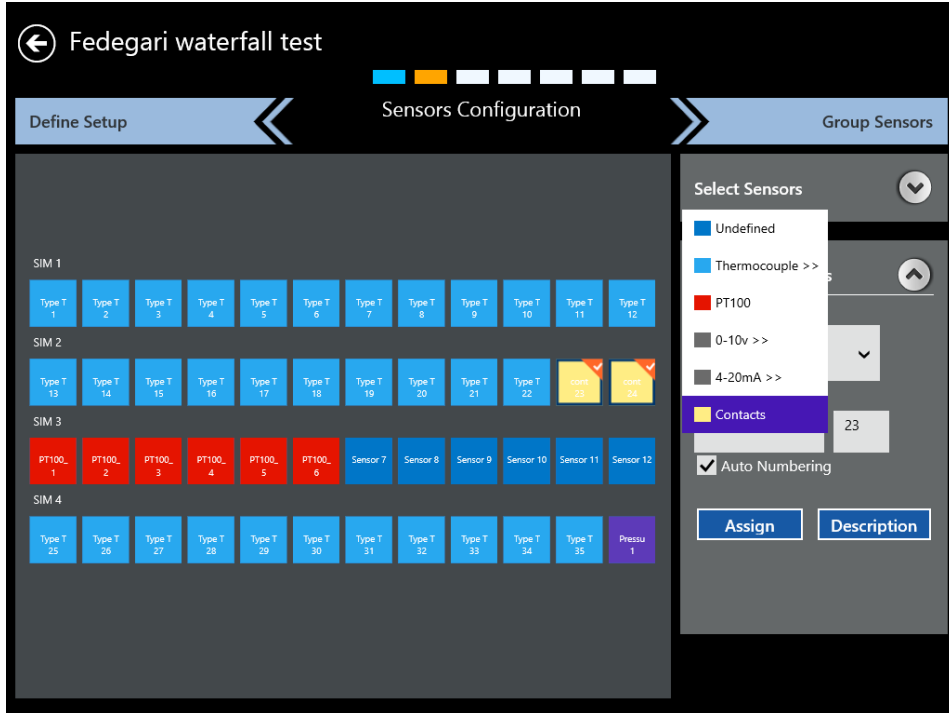 Fedegari waterfall test
Define Setup
Sensors Configuration
Group Sensors
Select Sensors
Undefined
Thermocouple >>
PT100
0-10v >>
4-20mA >>
Contacts
23
Auto Numbering
Assign
Description
SIM 1
Type T Type T Type T Type T Type T Type T Type T Type T Type T Type T Type T Type T
1 2 3 4 5 6 7 8 9 10 11 12
SIM 2
Type T Type T Type T Type T Type T Type T Type T Type T Type T Type T cont cont
13 14 15 16 17 18 19 20 21 22 23 24
SIM 3
PT100_ PT100_ PT100_ PT100_ PT100_ PT100_ Sensor 7 Sensor 8 Sensor 9 Sensor 10 Sensor 11 Sensor 12
1 2 3 4 5 6
SIM 4
Type T Type T Type T Type T Type T Type T Type T Type T Type T Type T Type T Pressu
25 26 27 28 29 30 31 32 33 34 35 1